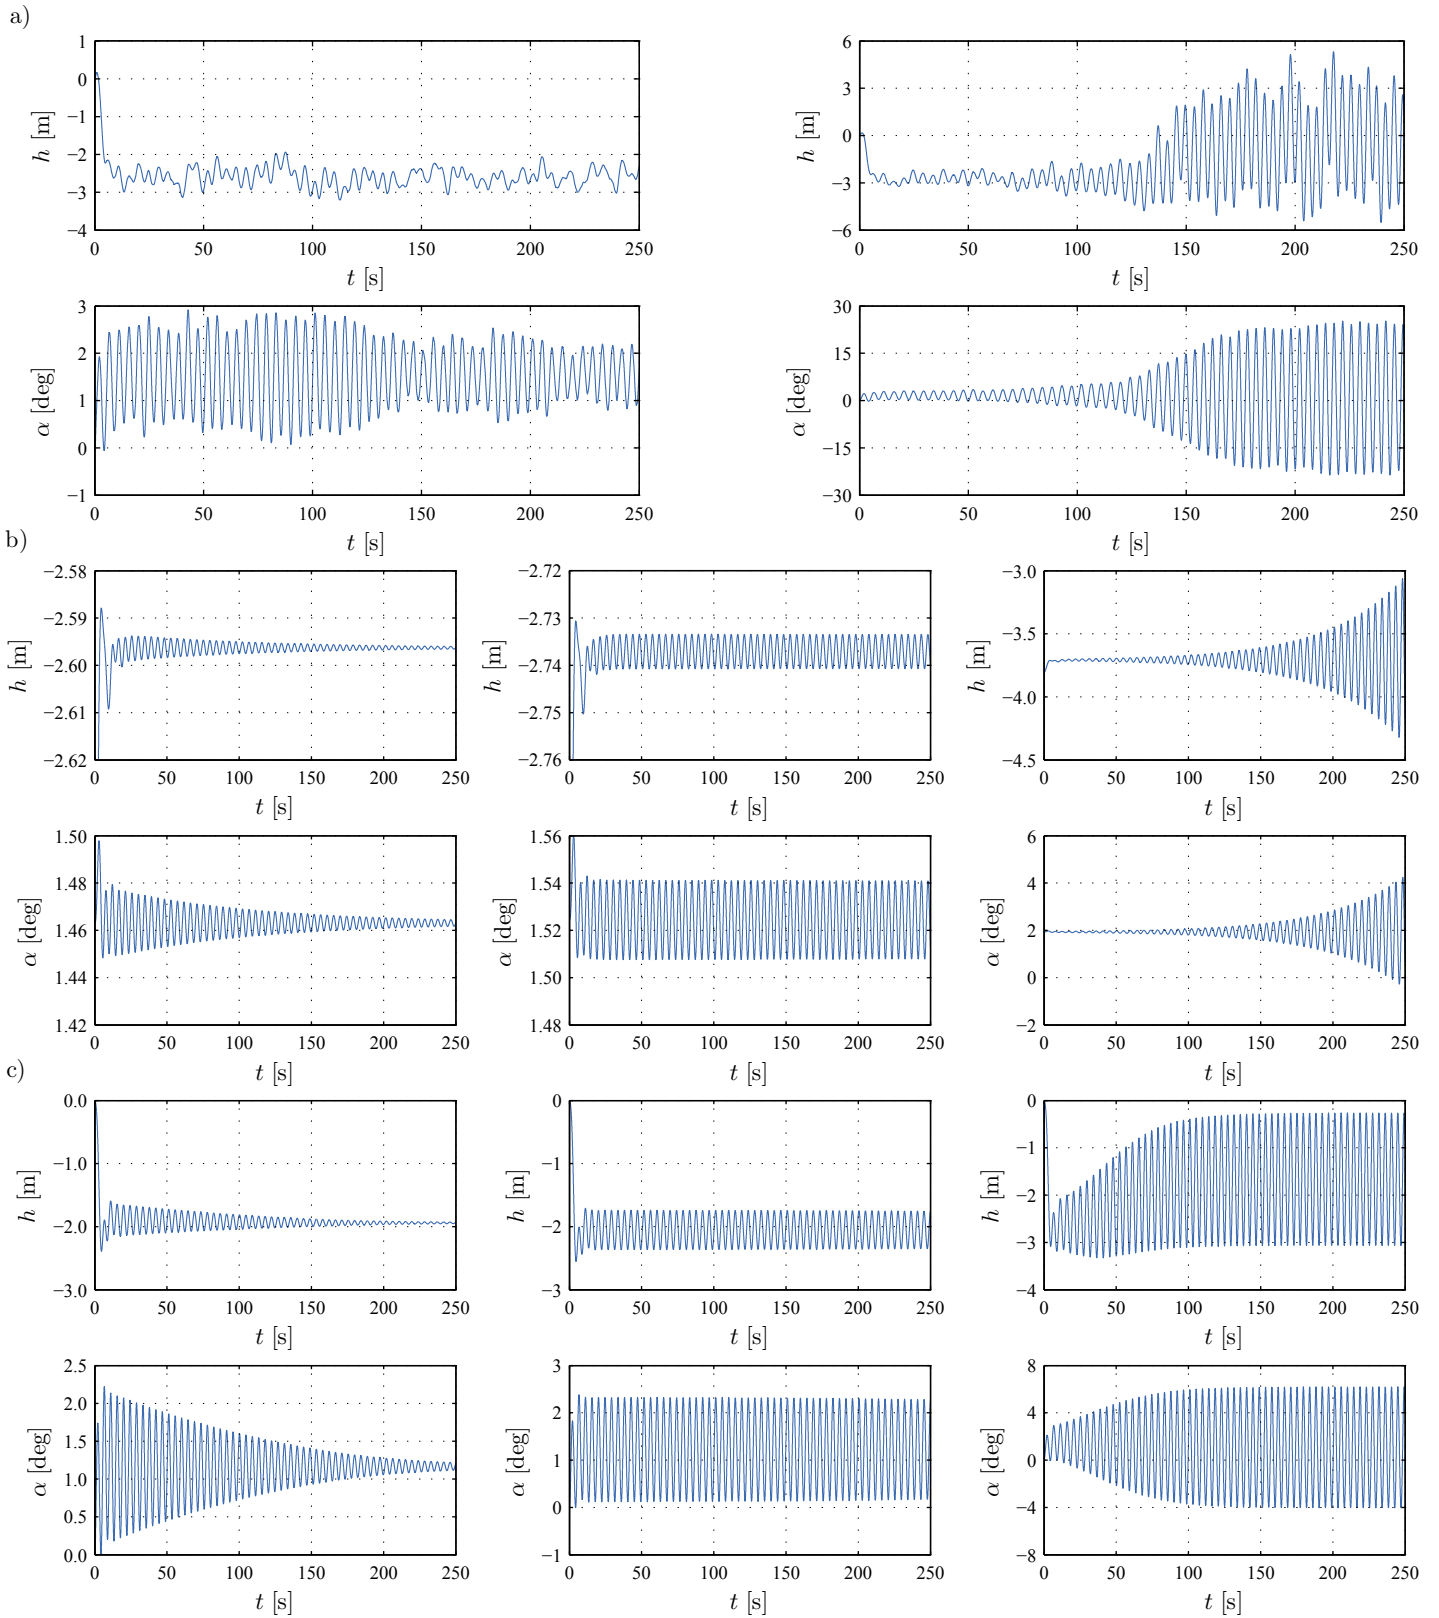 a)
h [m]
1
0
−1
−2
−3
−4
0 50 100 150 200 250
t [s]
h [m]
6
3
0
−3
−6
0 50 100 150 200 250
t [s]
α [deg]
3
2
1
0
−1
0 50 100 150 200 250
t [s]
α [deg]
30
15
0
−15
−30
0 50 100 150 200 250
t [s]
b)
h [m]
−2.58
−2.59
−2.60
−2.61
−2.62
0 50 100 150 200 250
t [s]
h [m]
−2.72
−2.73
−2.74
−2.75
−2.76
0 50 100 150 200 250
t [s]
h [m]
−3.0
−3.5
−4.0
−4.5
0 50 100 150 200 250
t [s]
α [deg]
1.50
1.48
1.46
1.44
1.42
0 50 100 150 200 250
t [s]
α [deg]
1.56
1.54
1.52
1.50
1.48
0 50 100 150 200 250
t [s]
α [deg]
6
4
2
0
−2
0 50 100 150 200 250
t [s]
c)
h [m]
0.0
−1.0
−2.0
−3.0
0 50 100 150 200 250
t [s]
h [m]
0
−1
−2
−3
0 50 100 150 200 250
t [s]
h [m]
0
−1
−2
−3
−4
0 50 100 150 200 250
t [s]
α [deg]
2.5
2.0
1.5
1.0
0.5
0.0
0 50 100 150 200 250
t [s]
α [deg]
3
2
1
0
−1
0 50 100 150 200 250
t [s]
α [deg]
8
4
0
−4
−8
0 50 100 150 200 250
t [s]